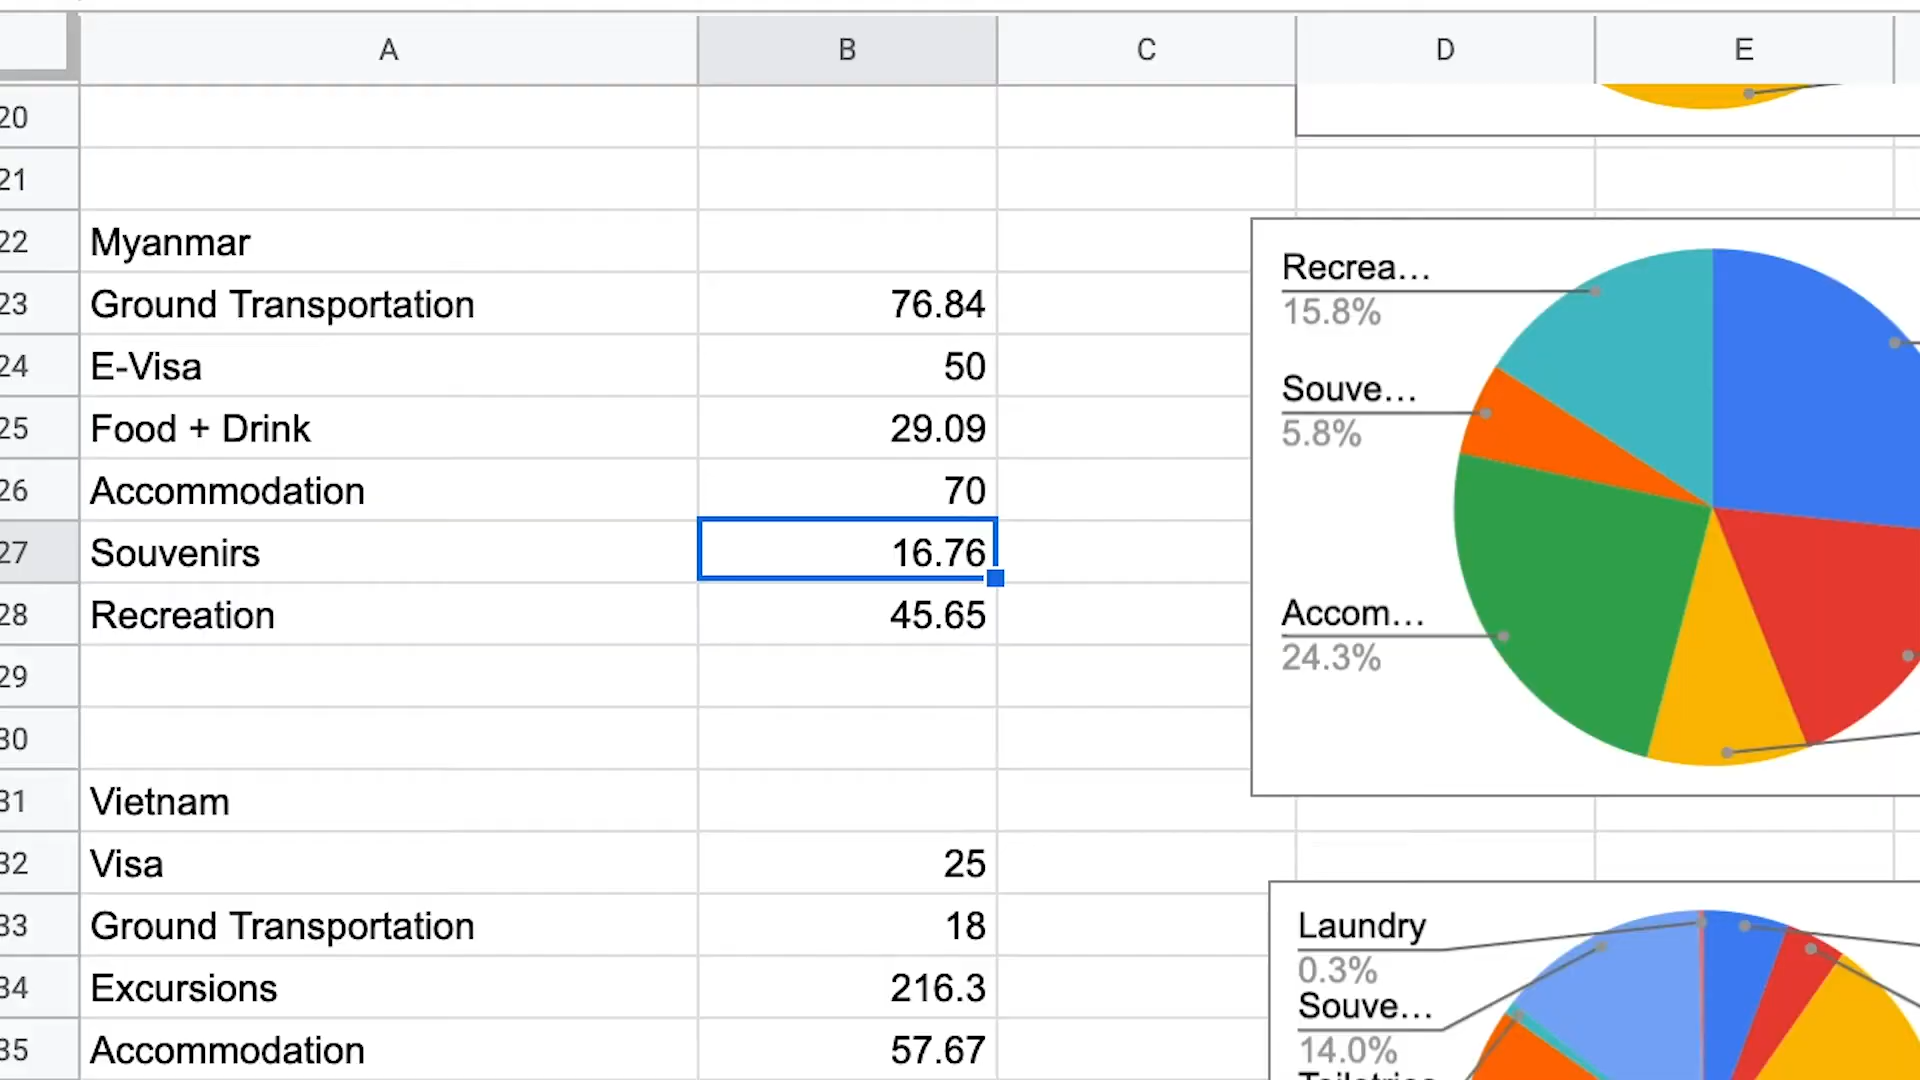 A B C D E
20
21
22 Myanmar
23 Ground Transportation 76.84
24 E-Visa 50
25 Food + Drink 29.09
26 Accommodation 70
27 Souvenirs 16.76
28 Recreation 45.65
29
30
31 Vietnam
32 Visa 25
33 Ground Transportation 18
34 Excursions 216.3
35 Accommodation 57.67
Recrea...
15.8%
Souve...
5.8%
Accom...
24.3%
Laundry
0.3%
Souve...
14.0%